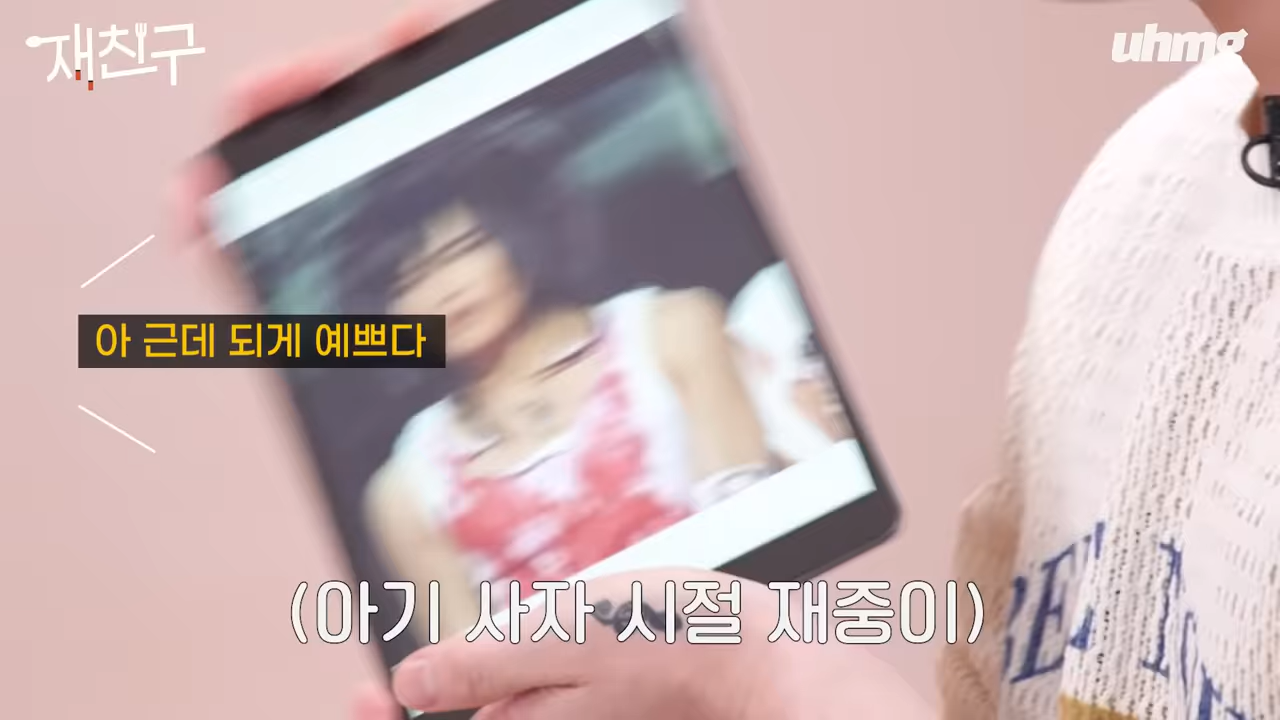 재친구
uhmg
아 근데 되게 예쁘다
(아기 사자 시절 재중이)